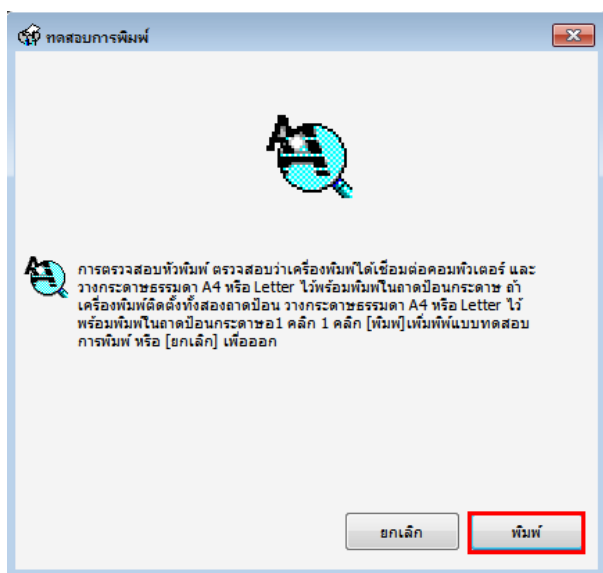 ทดสอบการพิมพ์
การตรวจสอบหัวพิมพ์ ตรวจสอบว่าเครื่องพิมพ์ได้เชื่อมต่อคอมพิวเตอร์ และ
วางกระดาษธรรมดา A4 หรือ Letter ไว้พร้อมพิมพ์ในถาดป้อนกระดาษ ถ้า
เครื่องพิมพ์ติดตั้งทั้งสองถาดป้อน วางกระดาษธรรมดา A4 หรือ Letter ไว้
พร้อมพิมพ์ในถาดป้อนกระดาษอ1 คลิก 1 คลิก [พิมพ์]เพิ่มพิพ์แบบทดสอบ
การพิมพ์ หรือ [ยกเลิก] เพื่อออก
ยกเลิก
พิมพ์